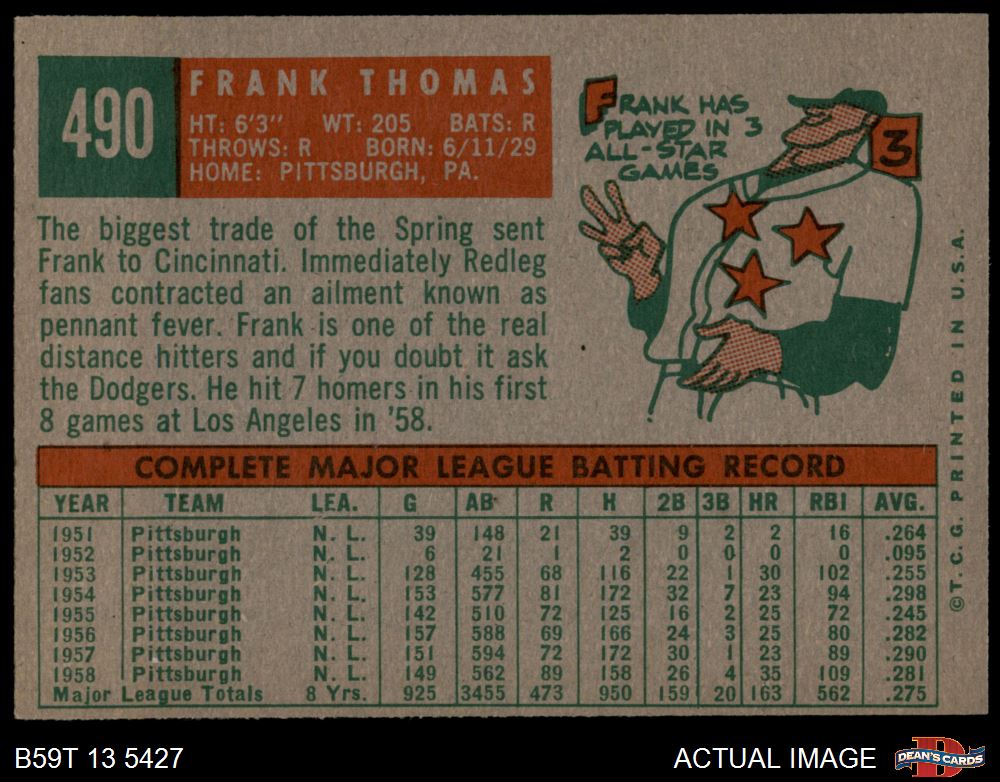 490
FRANK THOMAS
HT: 6'3" WT: 205 BATS: R
THROWS: R BORN: 6/11/29
HOME: PITTSBURGH, PA.
FRANK HAS
PLAYED IN 3
ALL-STAR
GAMES
3
The biggest trade of the Spring sent
Frank to Cincinnati. Immediately Redleg
fans contracted an ailment known as
pennant fever. Frank is one of the real
distance hitters and if you doubt it ask
the Dodgers. He hit 7 homers in his first
8 games at Los Angeles in '58.
COMPLETE MAJOR LEAGUE BATTING RECORD
YEAR TEAM LEA. G AB R H 2B 3B HR RBI AVG.
1951 Pittsburgh N. L. 39 148 21 39 9 2 2 16 .264
1952 Pittsburgh N. L. 6 21 1 2 0 0 0 0 .095
1953 Pittsburgh N. L. 128 455 68 116 22 1 30 102 .255
1954 Pittsburgh N. L. 153 577 81 172 32 7 23 94 .298
1955 Pittsburgh N. L. 142 510 72 125 16 2 25 72 .245
1956 Pittsburgh N. L. 157 588 69 166 24 3 25 80 .282
1957 Pittsburgh N. L. 151 594 72 172 30 1 23 89 .290
1958 Pittsburgh N. L. 149 562 89 158 26 4 35 109 .281
Major League Totals 8 Yrs. 925 3455 473 950 159 20 163 562 .275
©T. C. G. PRINTED IN U.S.A.
B59T 13 5427
ACTUAL IMAGE
D
DEAN'S CARDS